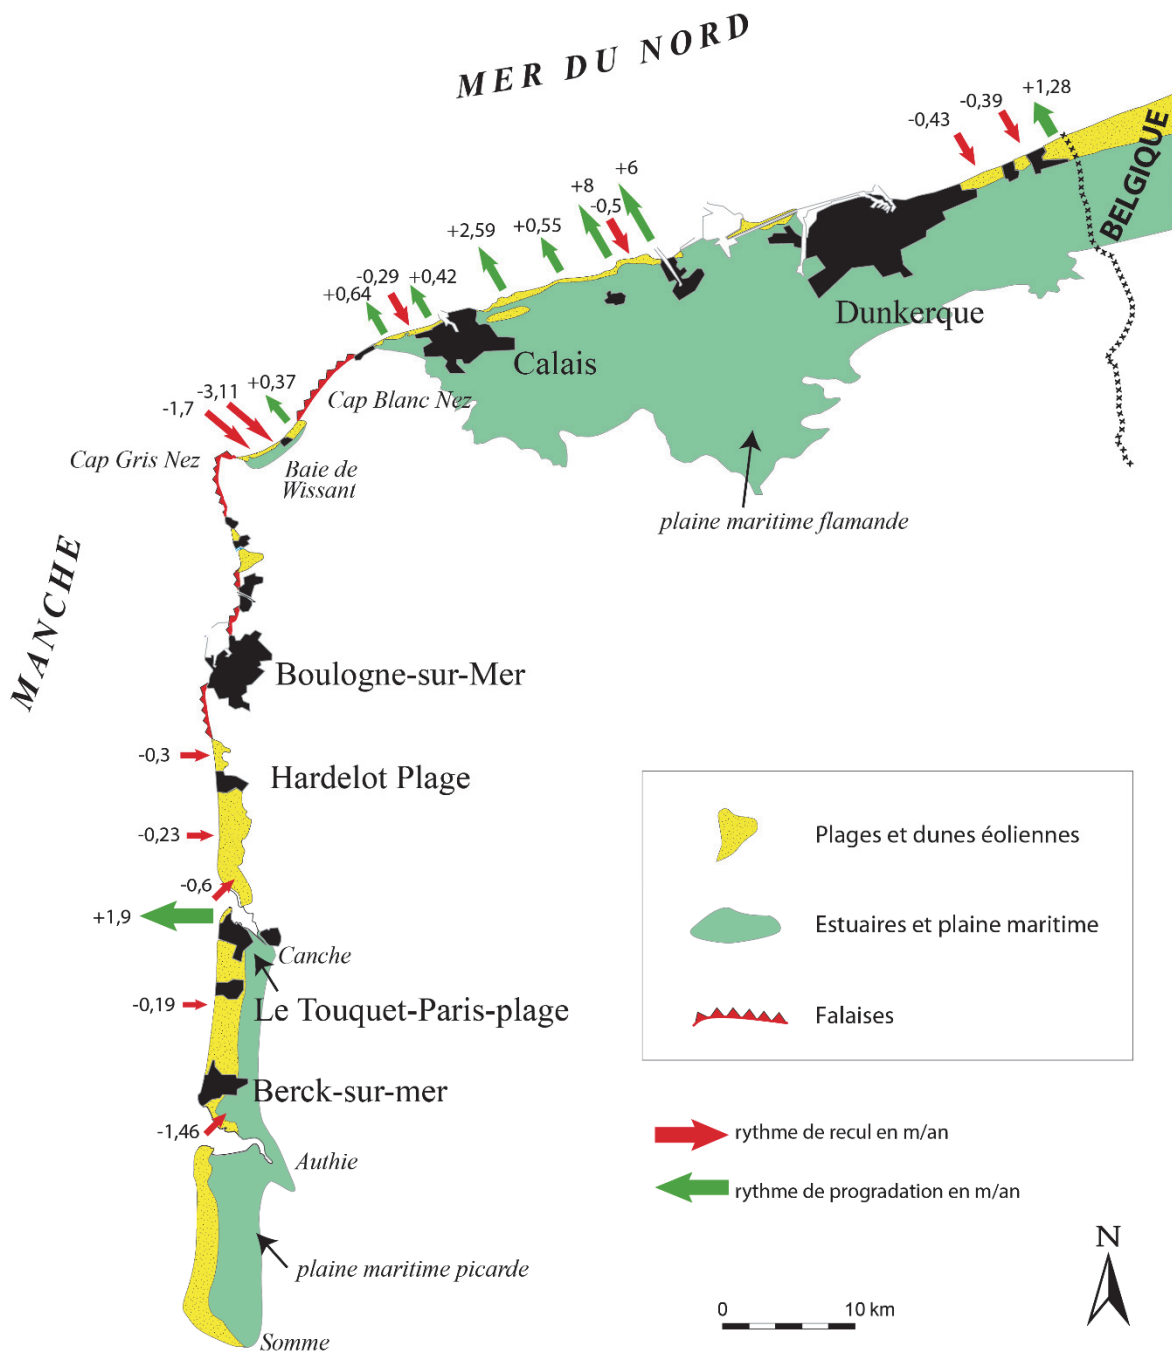 MER DU NORD
-0,43
-0,39
+1,28
BELGIQUE
+6
+8
-0,5
+0,55
+2,59
+0,42
-0,29
+0,64
Dunkerque
Calais
Cap Blanc Nez
+0,37
-3,11
-1,7
Cap Gris Nez
Baie de
Wissant
plaine maritime flamande
MANCHE
Boulogne-sur-Mer
-0,3
Hardelot Plage
-0,23
-0,6
+1,9
Canche
-0,19
Le Touquet-Paris-plage
Berck-sur-mer
-1,46
Authie
plaine maritime picarde
Somme
Plages et dunes éoliennes
Estuaires et plaine maritime
Falaises
rythme de recul en m/an
rythme de progradation en m/an
N
0 10 km